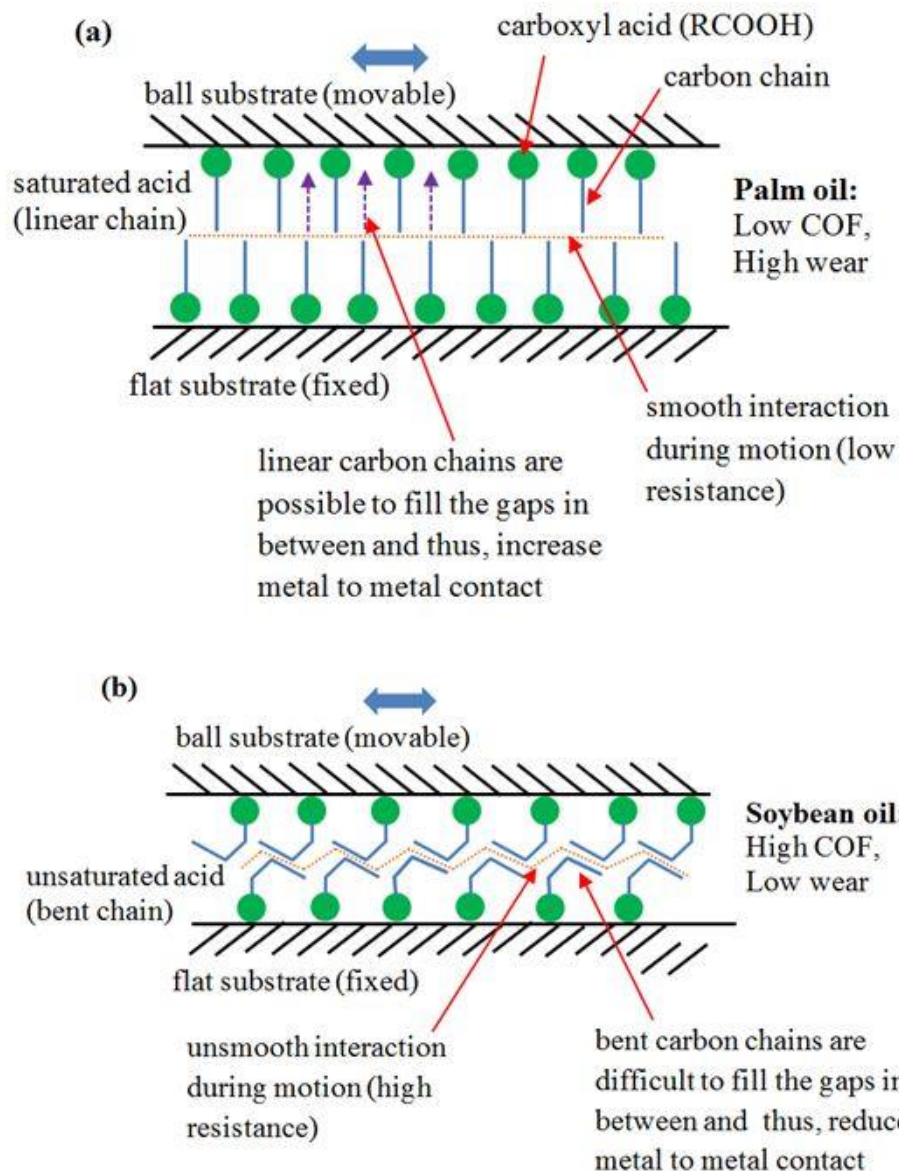 (a)
carboxyl acid (RCOOH)
carbon chain
ball substrate (movable)
saturated acid
(linear chain)
Palm oil:
Low COF,
High wear
flat substrate (fixed)
smooth interaction
during motion (low
resistance)
linear carbon chains are
possible to fill the gaps in
between and thus, increase
metal to metal contact
(b)
ball substrate (movable)
Soybean oil:
High COF,
Low wear
unsaturated acid
(bent chain)
flat substrate (fixed)
unsmooth interaction
during motion (high
resistance)
bent carbon chains are
difficult to fill the gaps in
between and thus, reduce
metal to metal contact